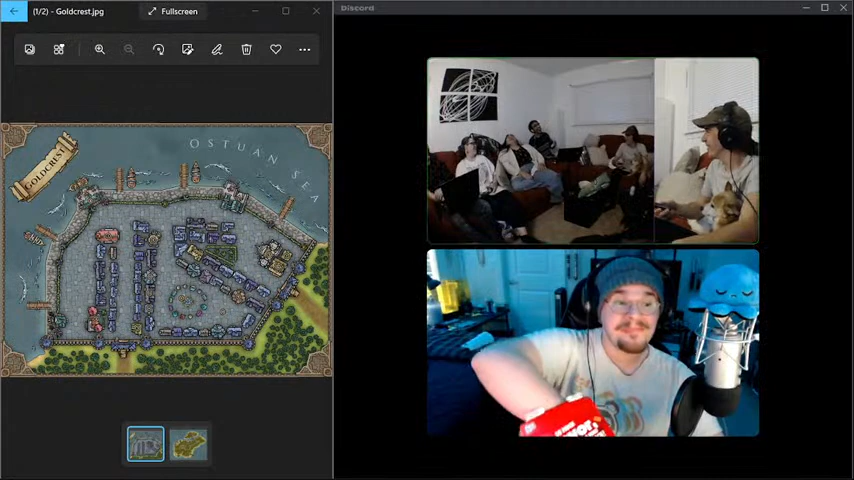 (1/2) - Goldcrest.jpg
Fullscreen
Discord
GOLDCREST
OSTUAN SEA